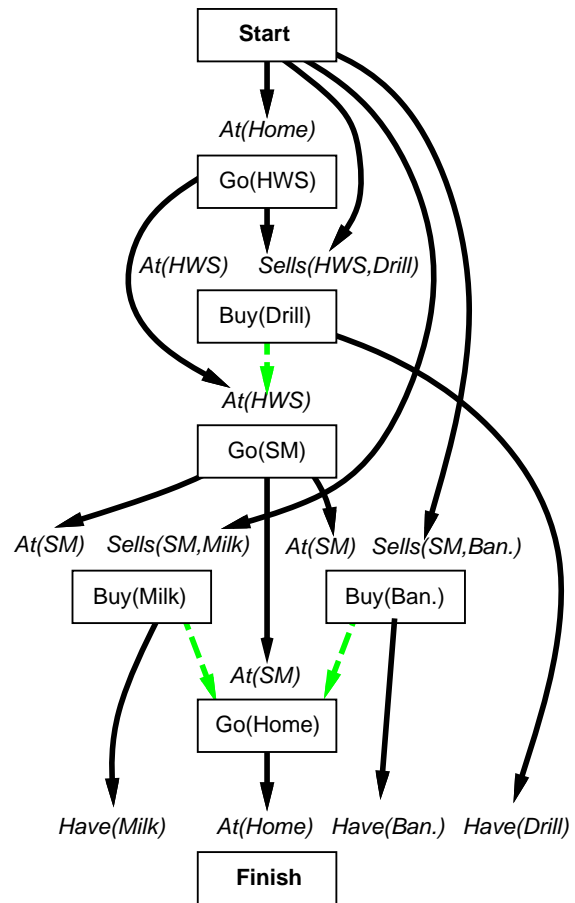 Start
At(Home)
Go(HWS)
At(HWS) Sells(HWS,Drill)
Buy(Drill)
At(HWS)
Go(SM)
At(SM) Sells(SM,Milk) At(SM) Sells(SM,Ban.)
Buy(Milk) Buy(Ban.)
At(SM)
Go(Home)
Have(Milk) At(Home) Have(Ban.) Have(Drill)
Finish